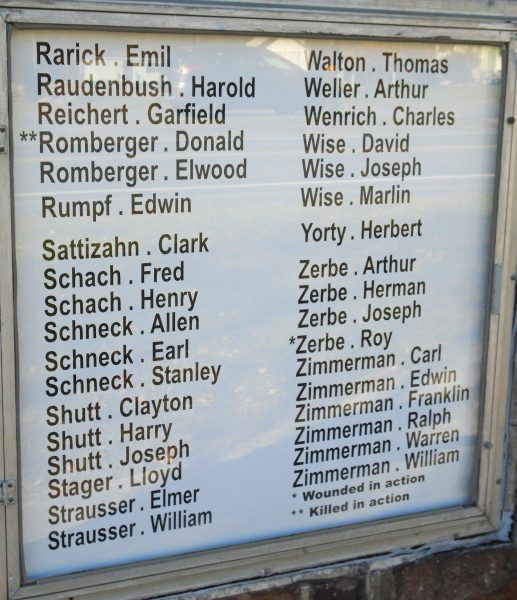 Rarick . Emil
Raudenbush . Harold
Reichert . Garfield
**Romberger . Donald
Romberger . Elwood
Rumpf . Edwin
Sattizahn . Clark
Schach . Fred
Schach . Henry
Schneck . Allen
Schneck . Earl
Schneck . Stanley
Shutt . Clayton
Shutt . Harry
Shutt . Joseph
Stager . Lloyd
Strausser . Elmer
Strausser . William
Walton . Thomas
Weller . Arthur
Wenrich . Charles
Wise . David
Wise . Joseph
Wise . Marlin
Yorty . Herbert
Zerbe . Arthur
Zerbe . Herman
Zerbe . Joseph
*Zerbe . Roy
Zimmerman . Carl
Zimmerman . Edwin
Zimmerman . Franklin
Zimmerman . Ralph
Zimmerman . Warren
Zimmerman . William
* Wounded in action
** Killed in action